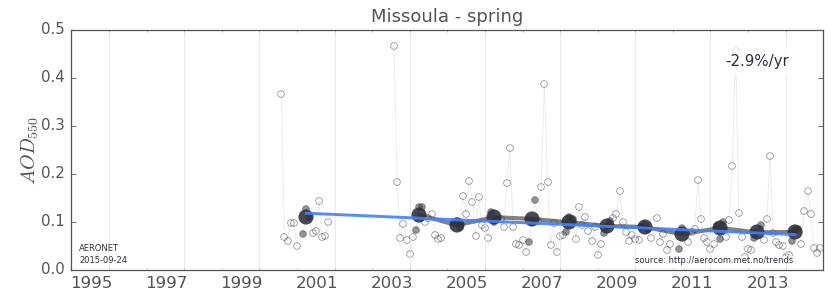 Missoula - spring
0.5
-2.9%/yr
0.4
0.3
AOD550
0.2
0.1
AERONET
2015-09-24
source: http://aerocom.met.no/trends
0.0
1995 1997 1999 2001 2003 2005 2007 2009 2011 2013